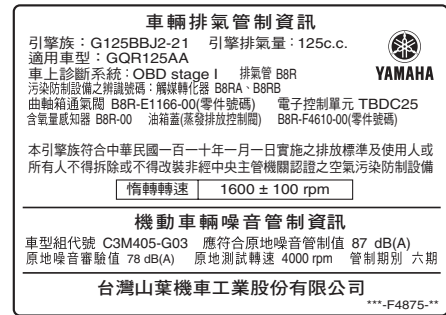 車輛排氣管制資訊
引擎族：G125BBJ2-21 引擎排氣量：125c.c.
適用車型：GQR125AA
車上診斷系統：OBD stage I 排氣管 B8R
YAMAHA
污染防制設備之辨識號碼：觸媒轉化器 B8RA、B8RB
曲軸箱通氣閥 B8R-E1166-00(零件號碼) 電子控制單元 TBDC25
含氧量感知器 B8R-00 油箱蓋(蒸發排放控制閥) B8R-F4610-00(零件號碼)
本引擎族符合中華民國一百一十年一月一日實施之排放標準及使用人或
所有人不得拆除或不得改裝非經中央主管機關認證之空氣污染防制設備
惰轉轉速 1600 ± 100 rpm
機動車輛噪音管制資訊
車型組代號 C3M405-G03 應符合原地噪音管制值 87 dB(A)
原地噪音審驗值 78 dB(A) 原地測試轉速 4000 rpm 管制期別 六期
台灣山葉機車工業股份有限公司
***-F4875-**